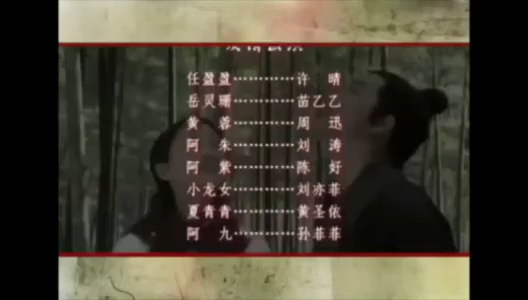 任盈盈…………许 晴
岳灵珊…………苗乙乙
黄 蓉…………周 迅
阿 朱…………刘 涛
阿 紫…………陈 好
小龙女…………刘亦菲
夏青青…………黄圣依
阿 九…………孙菲菲